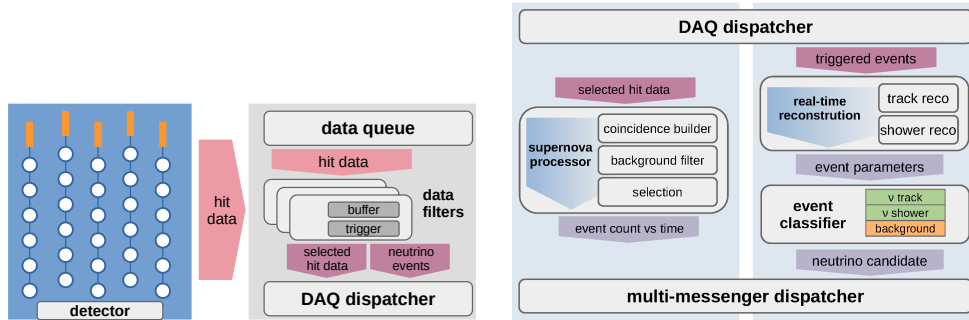 detector
hit
data
data queue
hit data
buffer
trigger
data
filters
selected
hit data
neutrino
events
DAQ dispatcher
DAQ dispatcher
selected hit data
supernova
processor
coincidence builder
background filter
selection
event count vs time
triggered events
real-time
reconstrution
track reco
shower reco
event parameters
event
classifier
ν track
ν shower
background
neutrino candidate
multi-messenger dispatcher